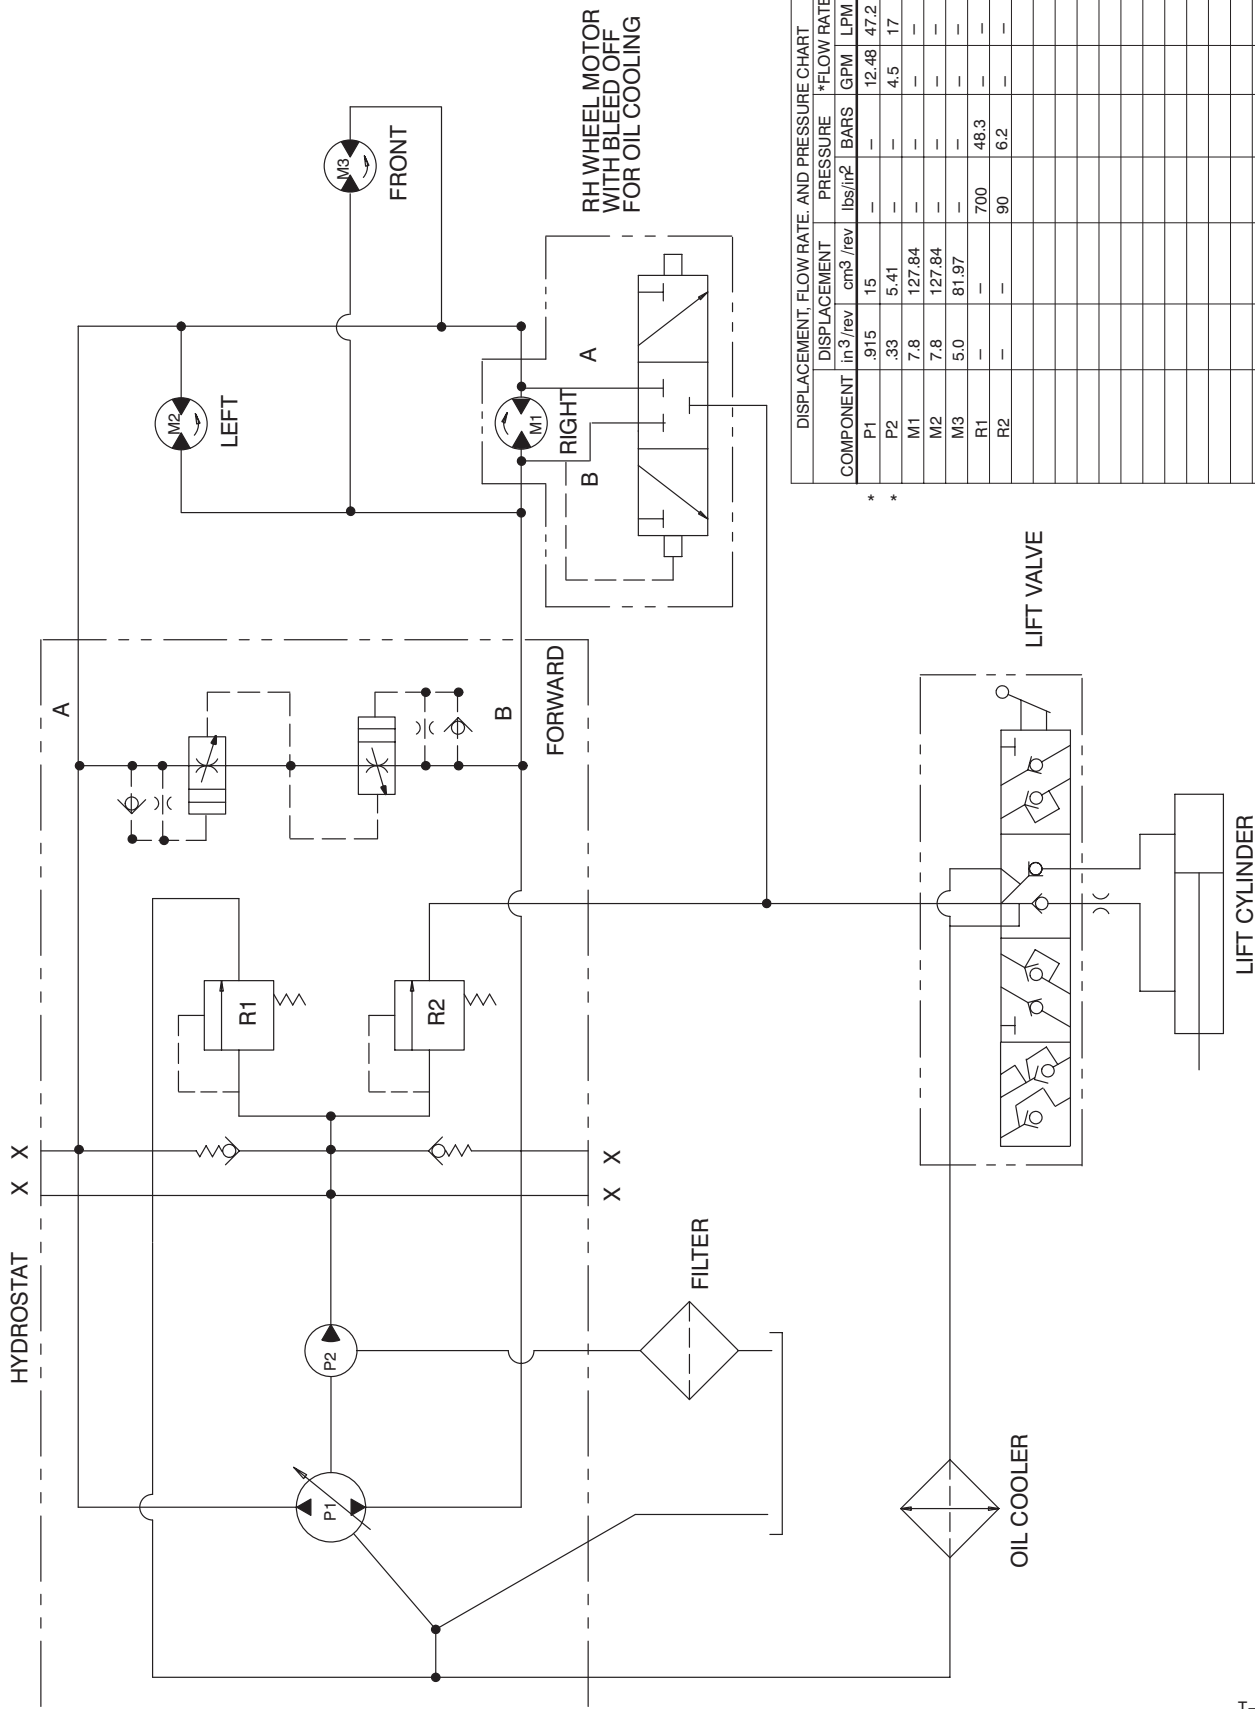 HYDROSTAT
X X
X X
A
B
FORWARD
R1
R2
P1
P2
FILTER
OIL COOLER
M2
LEFT
M3
FRONT
M1
RIGHT
A
B
RH WHEEL MOTOR
WITH BLEED OFF
FOR OIL COOLING
LIFT VALVE
LIFT CYLINDER
DISPLACEMENT, FLOW RATE. AND PRESSURE CHART
DISPLACEMENT PRESSURE *FLOW RATE
COMPONENT in3/rev cm3 /rev lbs/in2 BARS GPM LPM
* P1 .915 15 – – 12.48 47.2
* P2 .33 5.41 – – 4.5 17
M1 7.8 127.84 – – – –
M2 7.8 127.84 – – – –
M3 5.0 81.97 – – – –
R1 – – 700 48.3 – –
R2 – – 90 6.2 – –